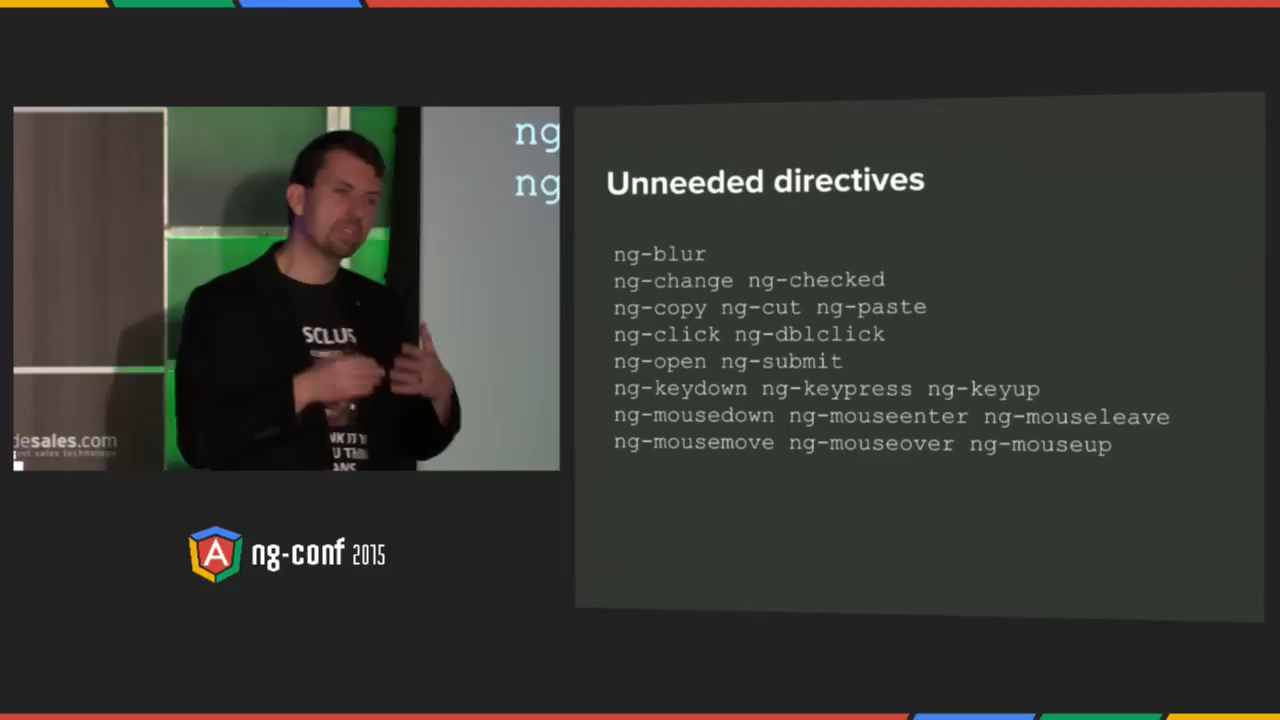 ng
ng
SCLUS
desales.com
ng-conf 2015
Unneeded directives
ng-blur
ng-change ng-checked
ng-copy ng-cut ng-paste
ng-click ng-dblclick
ng-open ng-submit
ng-keydown ng-keypress ng-keyup
ng-mousedown ng-mouseenter ng-mouseleave
ng-mousemove ng-mouseover ng-mouseup